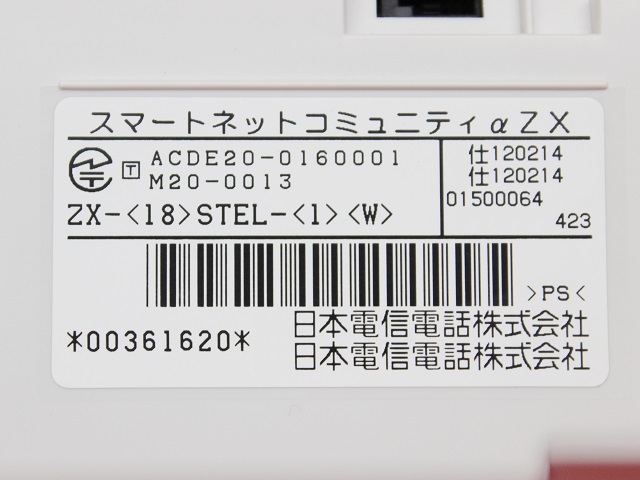 スマートネットコミュニティαZX
T ACDE20-0160001
M20-0013
ZX-<18>STEL-<1><W>
仕120214
仕120214
01500064
423
>PS<
*00361620*
日本電信電話株式会社
日本電信電話株式会社